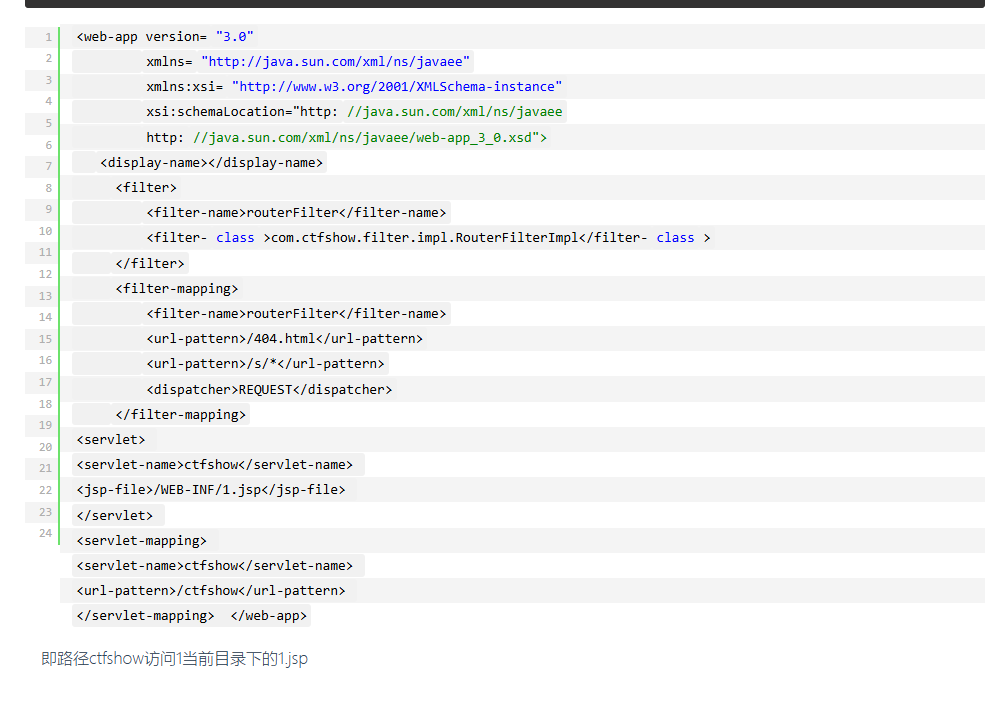 1 <web-app version= "3.0"
2 xmlns= "http://java.sun.com/xml/ns/javaee"
3 xmlns:xsi= "http://www.w3.org/2001/XMLSchema-instance"
4 xsi:schemaLocation="http: //java.sun.com/xml/ns/javaee
5 http: //java.sun.com/xml/ns/javaee/web-app_3_0.xsd">
6 <display-name></display-name>
7 <filter>
8 <filter-name>routerFilter</filter-name>
9 <filter- class >com.ctfshow.filter.impl.RouterFilterImpl</filter- class >
10 </filter>
11 <filter-mapping>
12 <filter-name>routerFilter</filter-name>
13 <url-pattern>/404.html</url-pattern>
14 <url-pattern>/s/*</url-pattern>
15 <dispatcher>REQUEST</dispatcher>
16 </filter-mapping>
17 <servlet>
18 <servlet-name>ctfshow</servlet-name>
19 <jsp-file>/WEB-INF/1.jsp</jsp-file>
20 </servlet>
21 <servlet-mapping>
22 <servlet-name>ctfshow</servlet-name>
23 <url-pattern>/ctfshow</url-pattern>
24 </servlet-mapping> </web-app>
即路径ctfshow访问1当前目录下的1.jsp